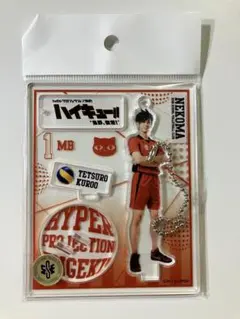 ハイキュー!!
NEKOMA
1
MB
TETSURO
KUROO
HYPER
PROJECTION
ENGEKI